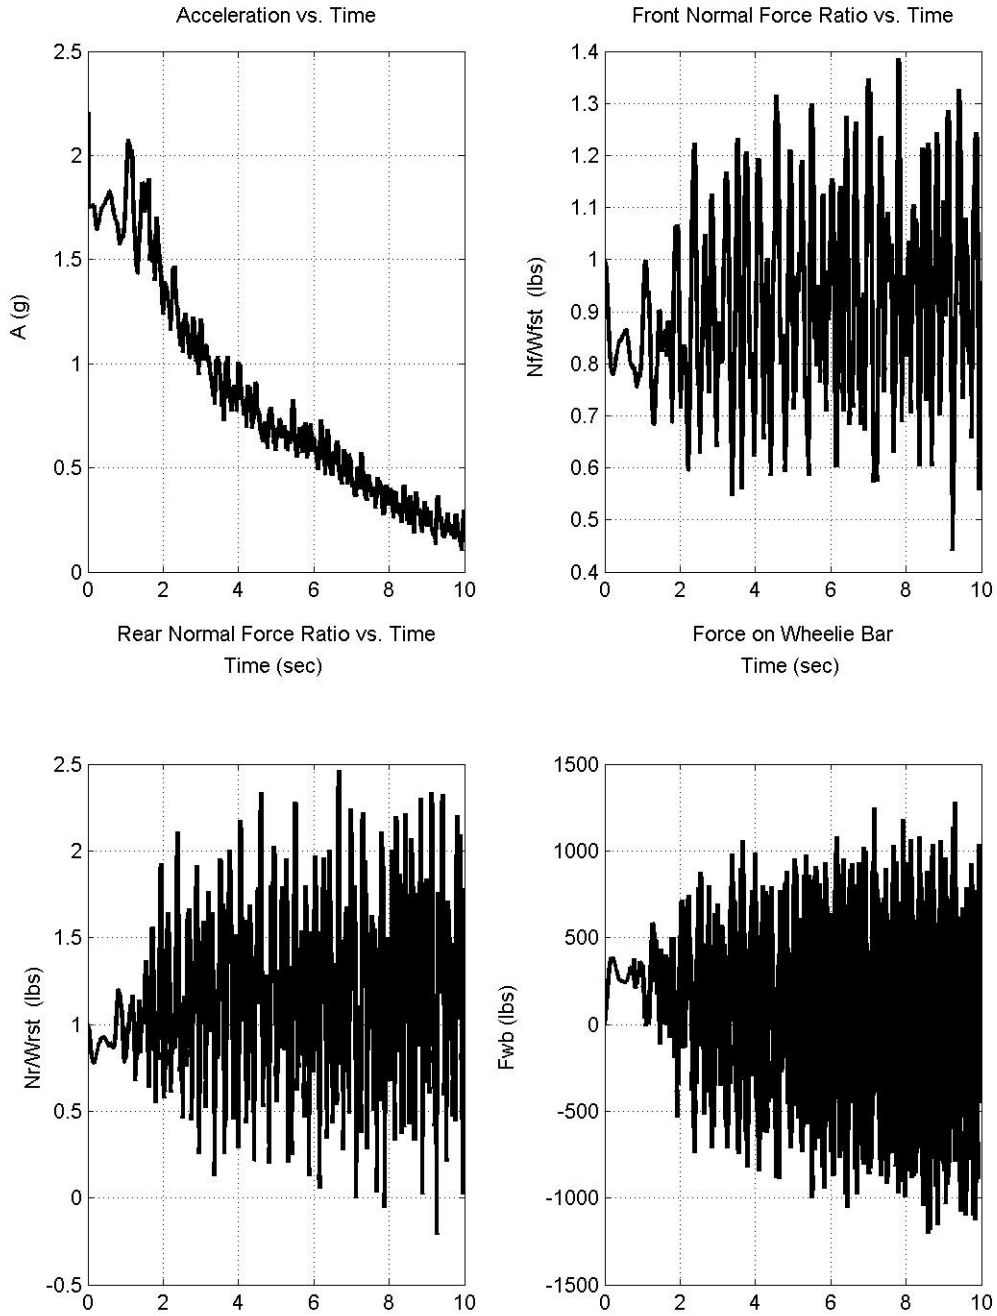 Acceleration vs. Time
Front Normal Force Ratio vs. Time
2.5
2
1.5
1
0.5
0
A (g)
0 2 4 6 8 10
1.4
1.3
1.2
1.1
1
0.9
0.8
0.7
0.6
0.5
0.4
Nf/Wfst (lbs)
0 2 4 6 8 10
Rear Normal Force Ratio vs. Time
Time (sec)
Force on Wheelie Bar
Time (sec)
2.5
2
1.5
1
0.5
0
-0.5
Nr/Wrst (lbs)
0 2 4 6 8 10
1500
1000
500
0
-500
-1000
-1500
Fwb (lbs)
0 2 4 6 8 10